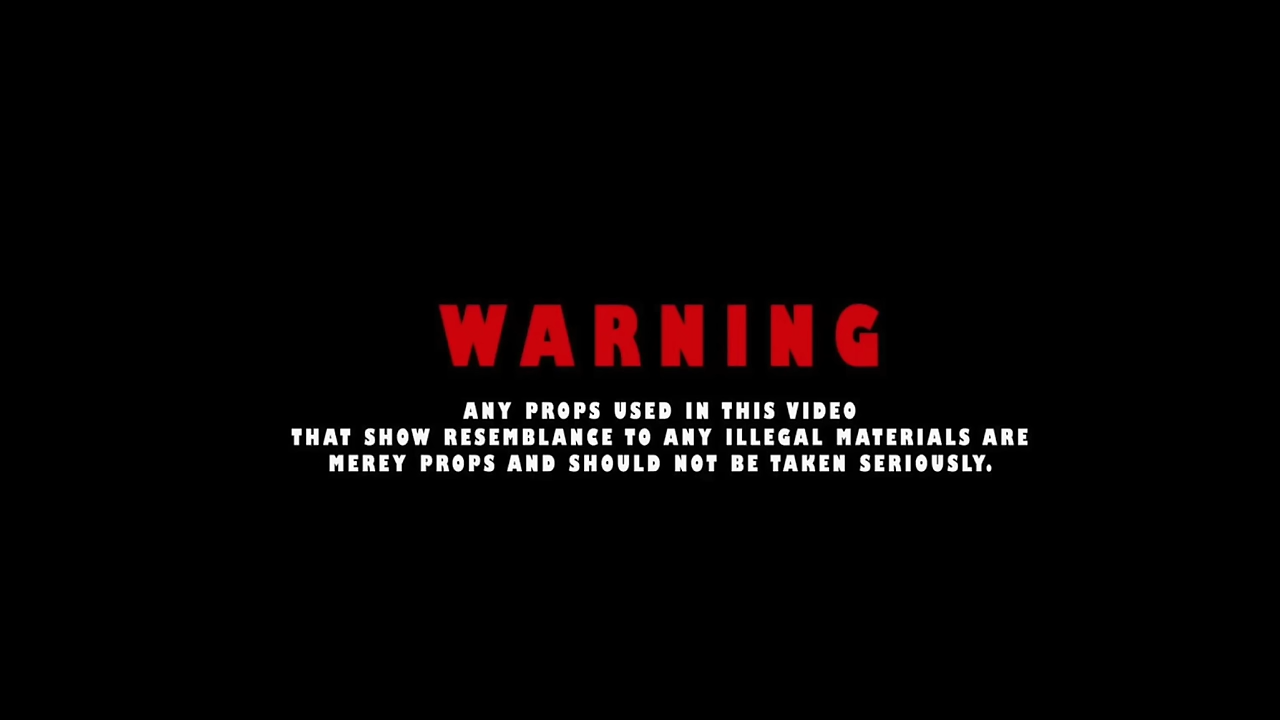 WARNING
ANY PROPS USED IN THIS VIDEO
THAT SHOW RESEMBLANCE TO ANY ILLEGAL MATERIALS ARE
MEREY PROPS AND SHOULD NOT BE TAKEN SERIOUSLY.